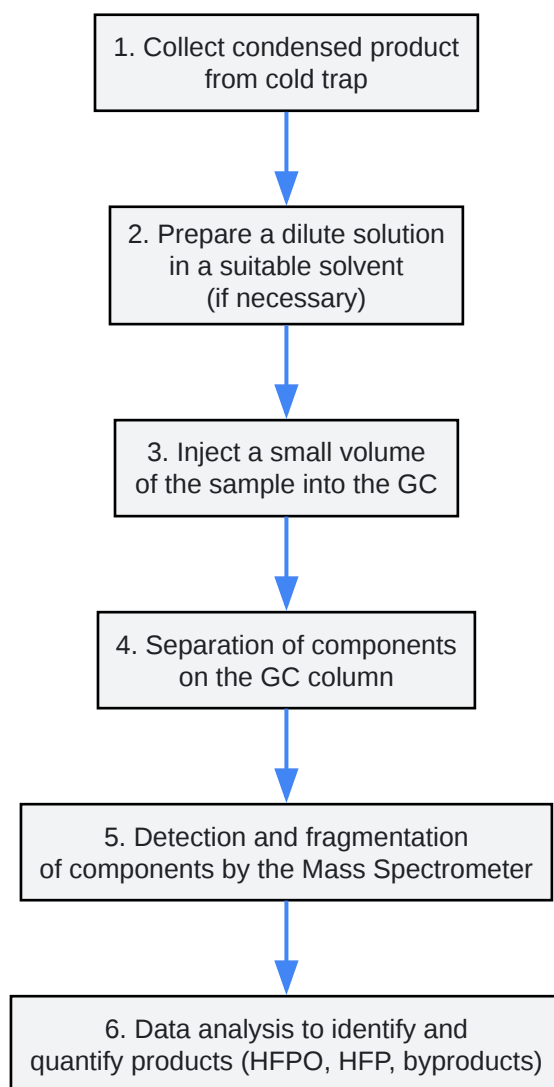 1. Collect condensed product
from cold trap
2. Prepare a dilute solution
in a suitable solvent
(if necessary)
3. Inject a small volume
of the sample into the GC
4. Separation of components
on the GC column
5. Detection and fragmentation
of components by the Mass Spectrometer
6. Data analysis to identify and
quantify products (HFPO, HFP, byproducts)